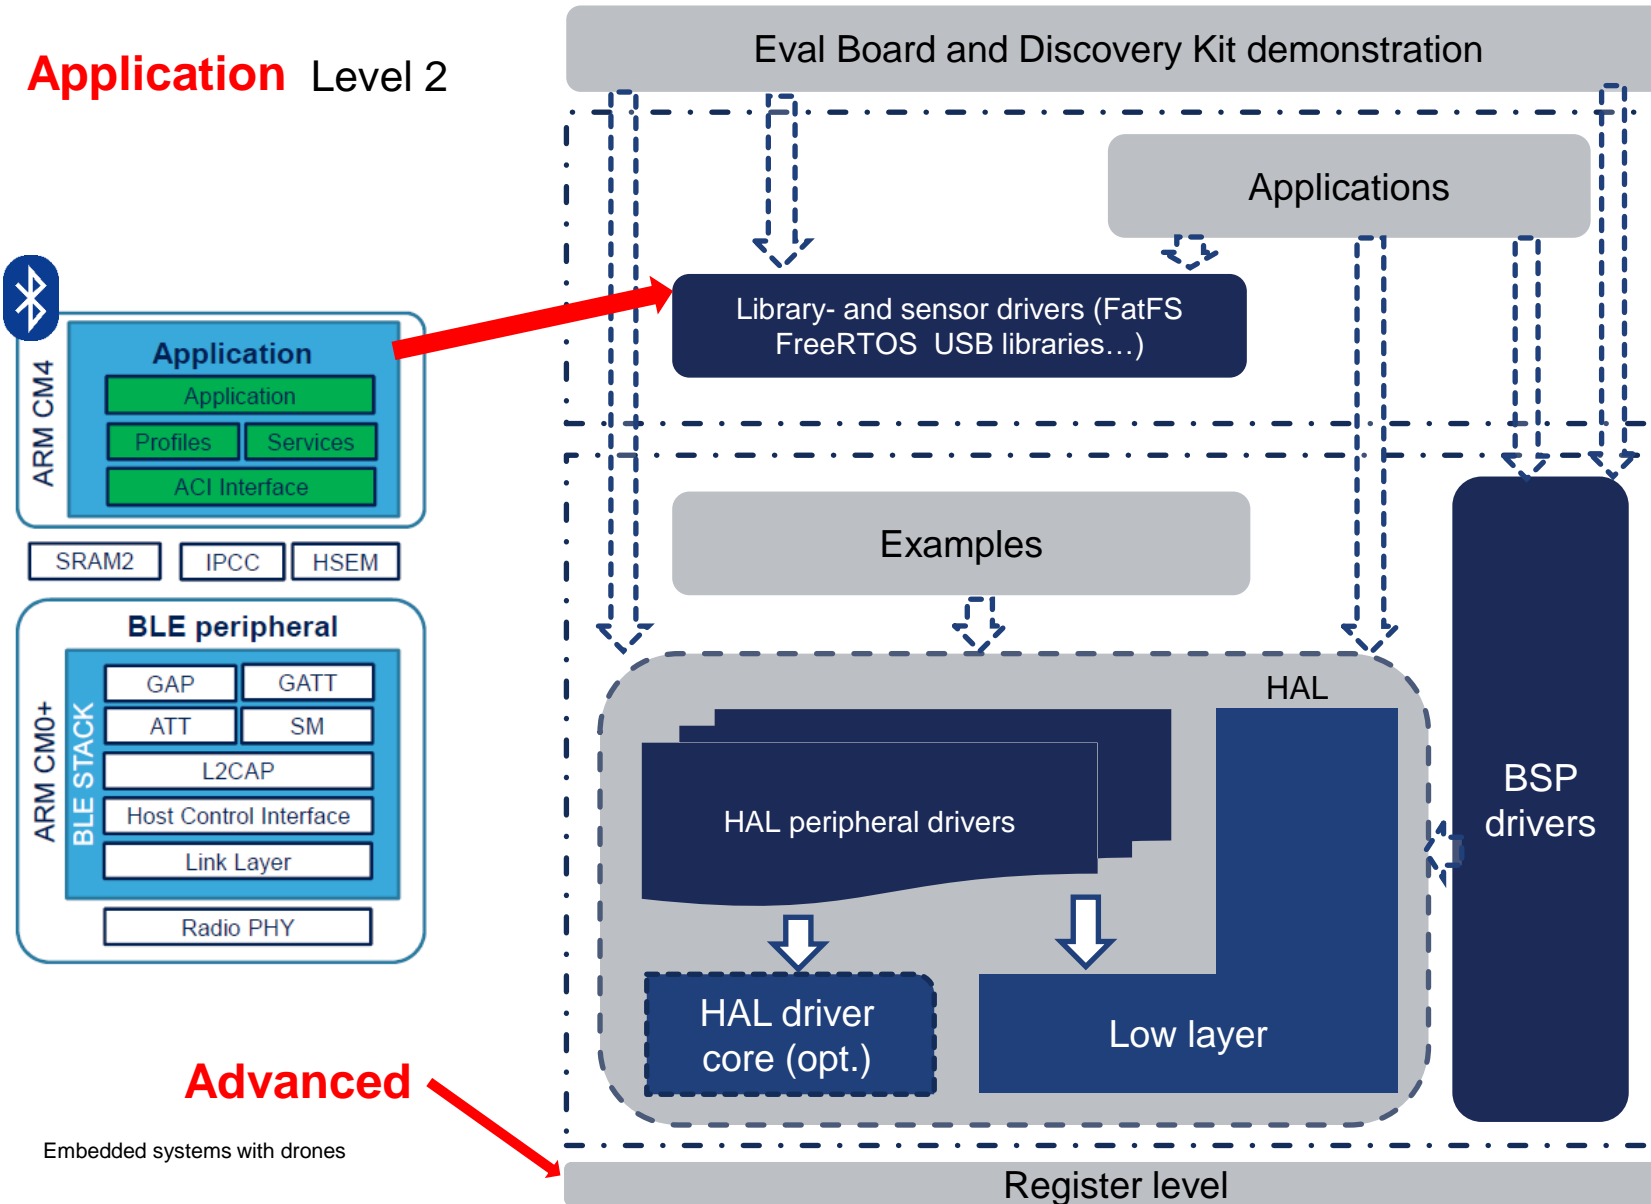 Application Level 2
Eval Board and Discovery Kit demonstration
Applications
Library- and sensor drivers (FatFS
FreeRTOS USB libraries…)
ARM CM4
Application
Application
Profiles
Services
ACI Interface
SRAM2
IPCC
HSEM
BLE peripheral
ARM CM0+
BLE STACK
GAP
GATT
ATT
SM
L2CAP
Host Control Interface
Link Layer
Radio PHY
Examples
HAL
HAL peripheral drivers
HAL driver
core (opt.)
Low layer
BSP
drivers
Advanced
Embedded systems with drones
Register level